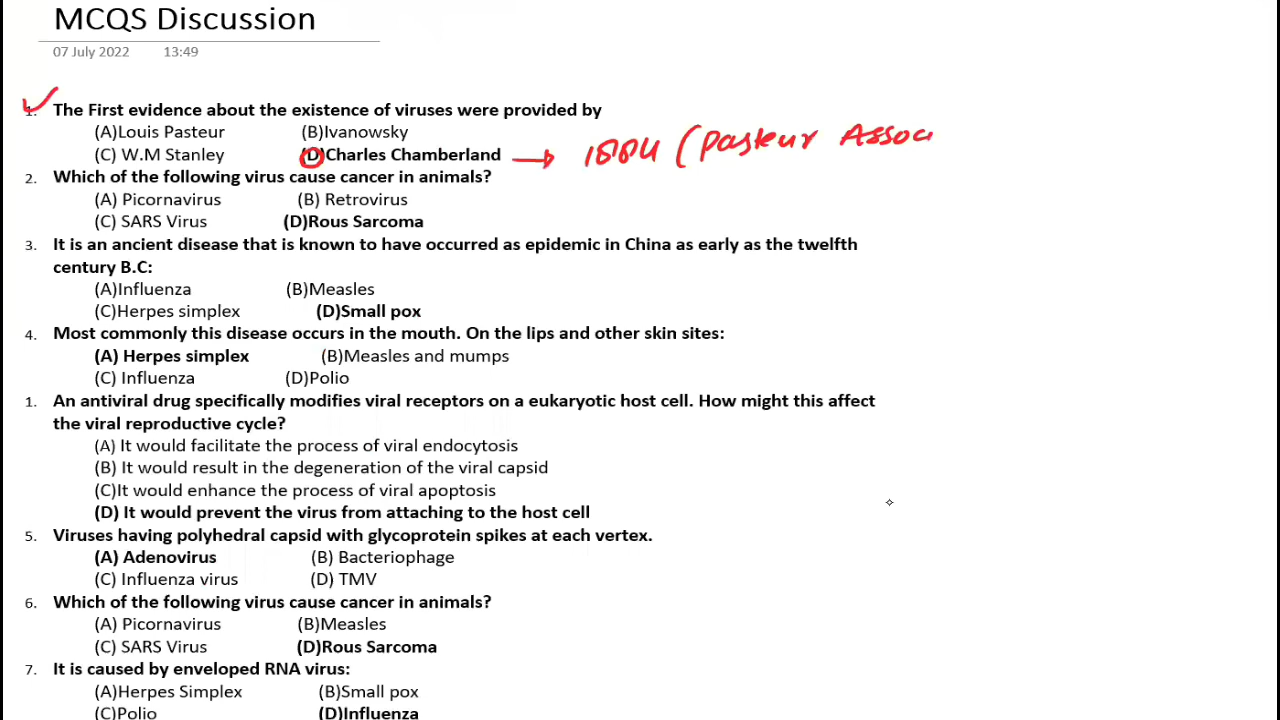 MCQS Discussion
07 July 2022 13:49
1. The First evidence about the existence of viruses were provided by
(A)Louis Pasteur (B)Ivanowsky
(C) W.M Stanley (D)Charles Chamberland → 1884 (Pasteur Assoc
2. Which of the following virus cause cancer in animals?
(A) Picornavirus (B) Retrovirus
(C) SARS Virus (D)Rous Sarcoma
3. It is an ancient disease that is known to have occurred as epidemic in China as early as the twelfth
century B.C:
(A)Influenza (B)Measles
(C)Herpes simplex (D)Small pox
4. Most commonly this disease occurs in the mouth. On the lips and other skin sites:
(A) Herpes simplex (B)Measles and mumps
(C) Influenza (D)Polio
1. An antiviral drug specifically modifies viral receptors on a eukaryotic host cell. How might this affect
the viral reproductive cycle?
(A) It would facilitate the process of viral endocytosis
(B) It would result in the degeneration of the viral capsid
(C)It would enhance the process of viral apoptosis
(D) It would prevent the virus from attaching to the host cell
5. Viruses having polyhedral capsid with glycoprotein spikes at each vertex.
(A) Adenovirus (B) Bacteriophage
(C) Influenza virus (D) TMV
6. Which of the following virus cause cancer in animals?
(A) Picornavirus (B)Measles
(C) SARS Virus (D)Rous Sarcoma
7. It is caused by enveloped RNA virus:
(A)Herpes Simplex (B)Small pox
(C)Polio (D)Influenza